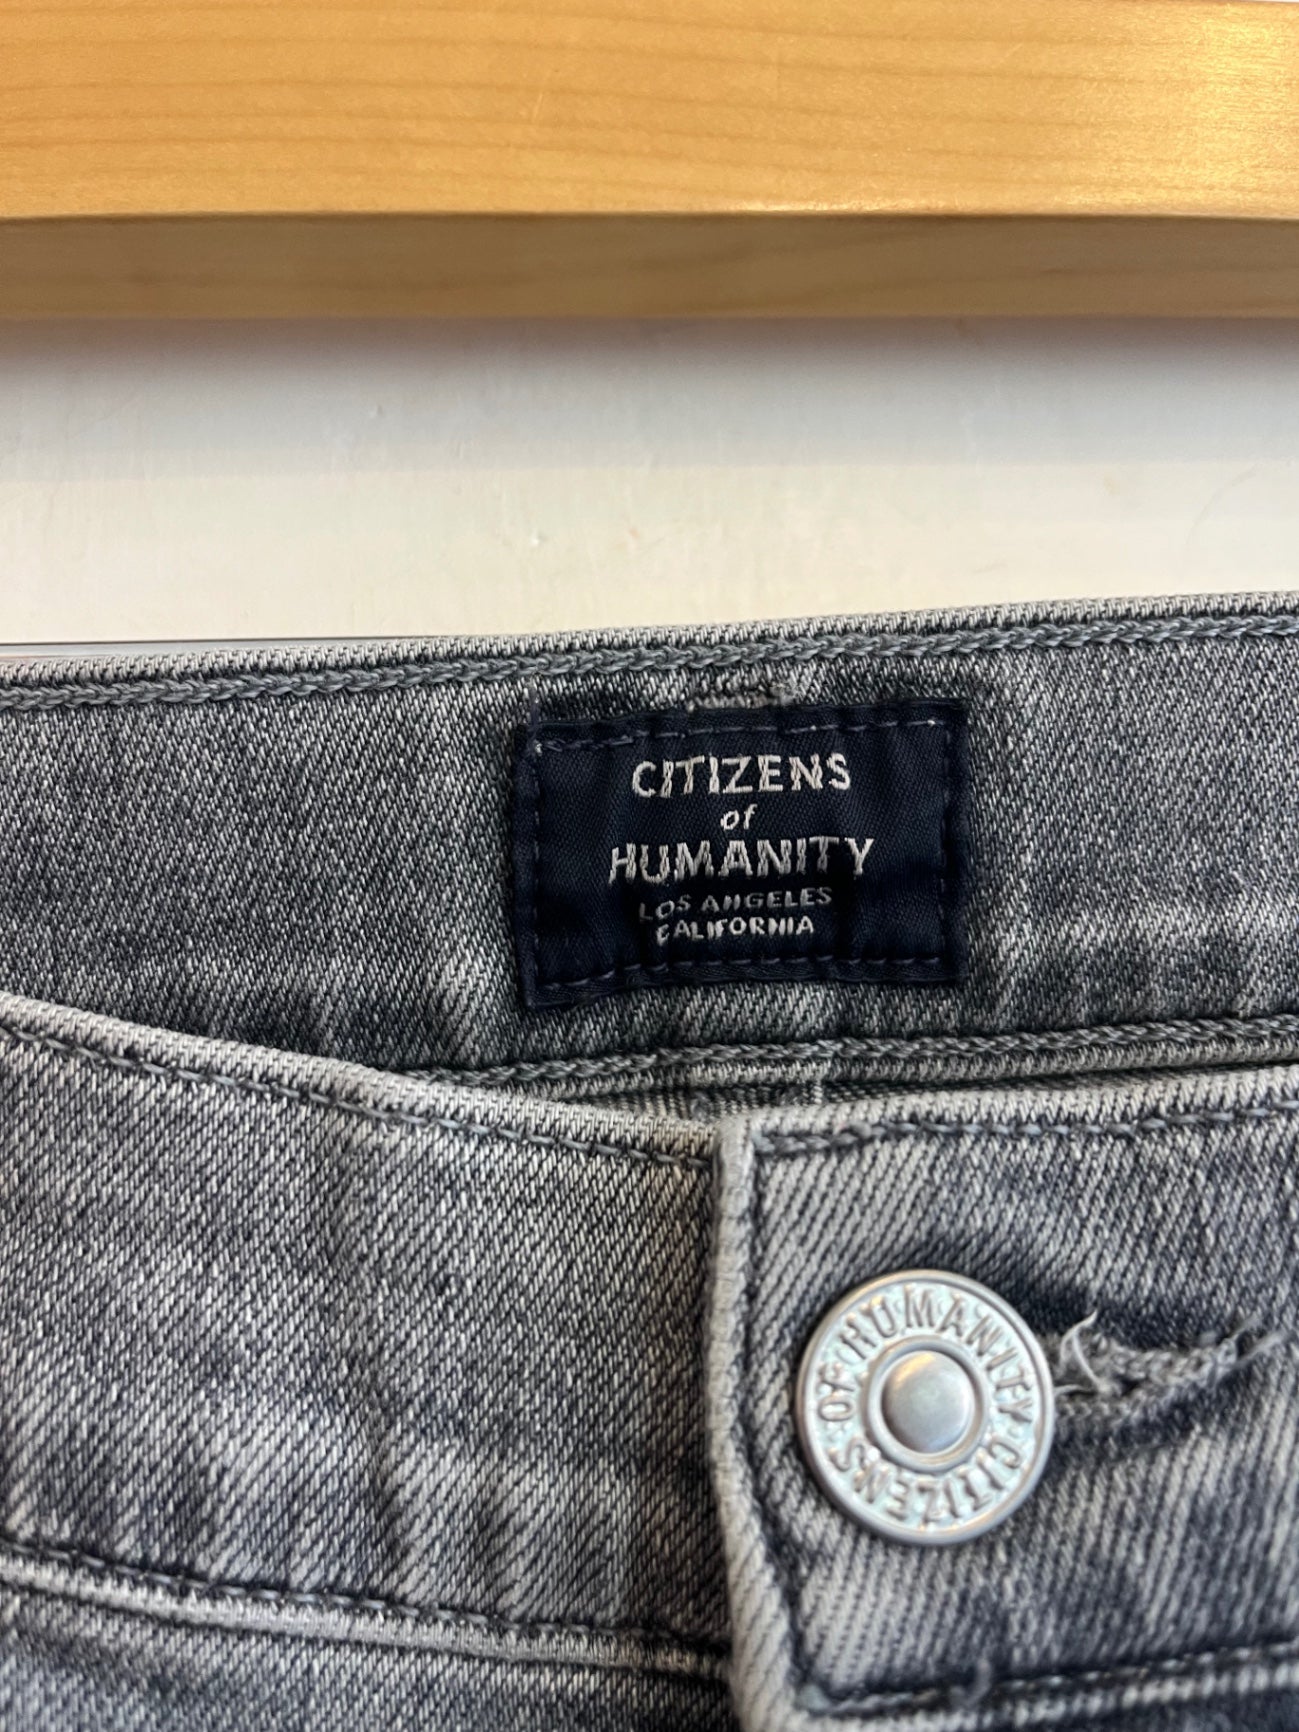 CITIZENS
of
HUMANITY
LOS ANGELES
CALIFORNIA
CITIZENS OF HUMANITY